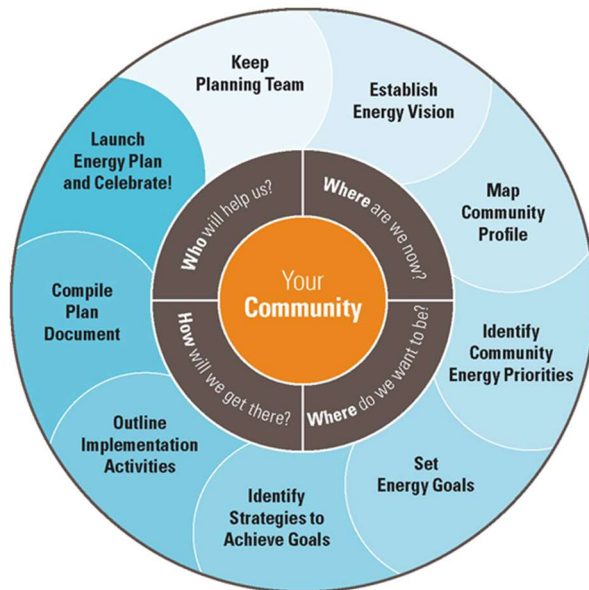 Keep
Planning Team
Establish
Energy Vision
Map
Community
Profile
Identify
Community
Energy Priorities
Set
Energy Goals
Identify
Strategies to
Achieve Goals
Outline
Implementation
Activities
Compile
Plan
Document
Launch
Energy Plan
and Celebrate!
Who will help us?
Where are we now?
Where do we want to be?
How will we get there?
Your
Community